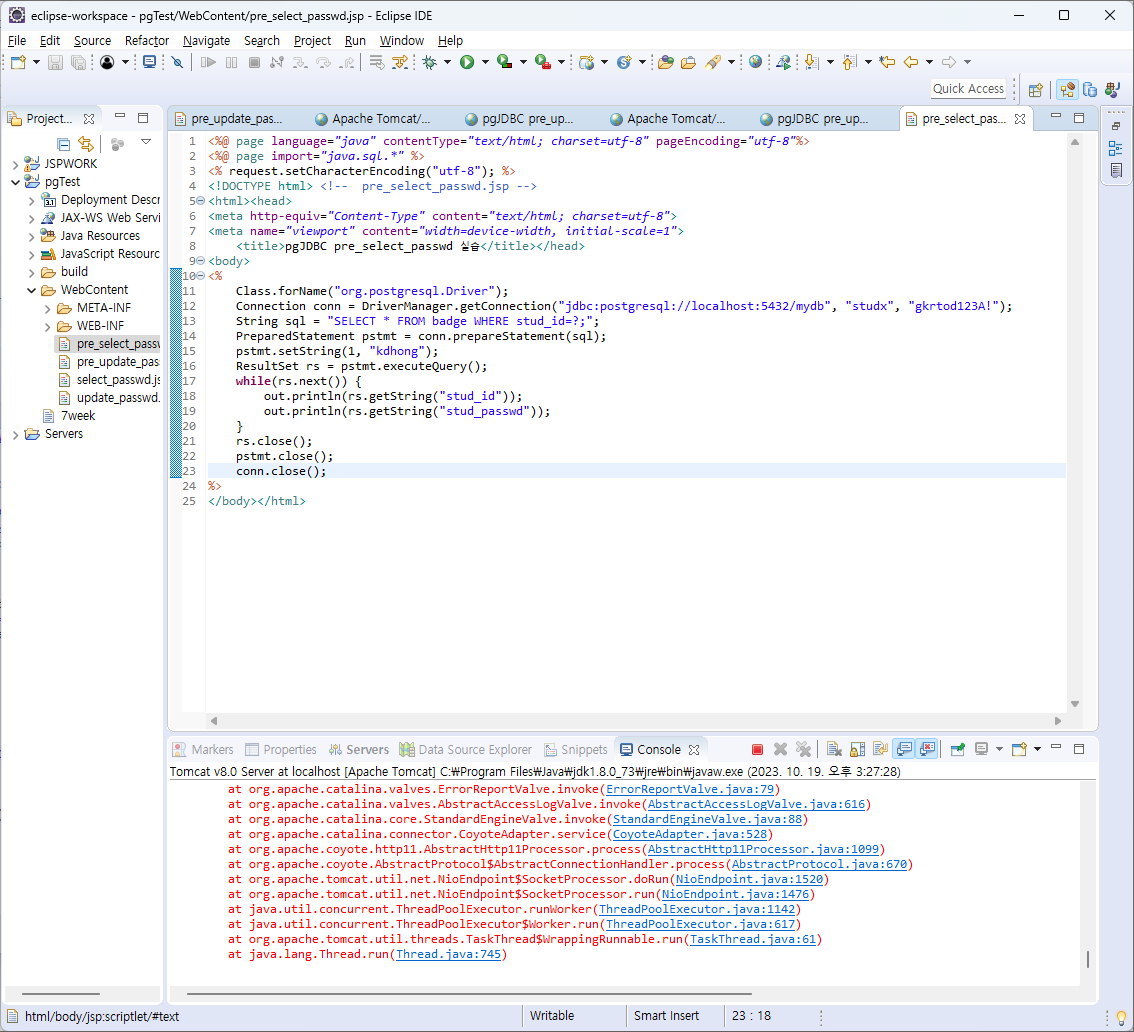 eclipse-workspace - pgTest/WebContent/pre_select_passwd.jsp - Eclipse IDE
File Edit Source Refactor Navigate Search Project Run Window Help
Quick Access
Project...
JSPWORK
pgTest
Deployment Descr
JAX-WS Web Servi
Java Resources
JavaScript Resourc
build
WebContent
META-INF
WEB-INF
pre_select_passw
pre_update_pas
select_passwd.js
update_passwd.
7week
Servers
pre_update_pas... Apache Tomcat/... pgJDBC pre_up... Apache Tomcat/... pgJDBC pre_up... pre_select_pas...
1 <%@ page language="java" contentType="text/html; charset=utf-8" pageEncoding="utf-8"%>
2 <%@ page import="java.sql.*" %>
3 <% request.setCharacterEncoding("utf-8"); %>
4 <!DOCTYPE html> <!--  pre_select_passwd.jsp -->
5 <html><head>
6 <meta http-equiv="Content-Type" content="text/html; charset=utf-8">
7 <meta name="viewport" content="width=device-width, initial-scale=1">
8     <title>pgJDBC pre_select_passwd 실습</title></head>
9 <body>
10 <%
11     Class.forName("org.postgresql.Driver");
12     Connection conn = DriverManager.getConnection("jdbc:postgresql://localhost:5432/mydb", "studx", "gkrtod123A!");
13     String sql = "SELECT * FROM badge WHERE stud_id=?;";
14     PreparedStatement pstmt = conn.prepareStatement(sql);
15     pstmt.setString(1, "kdhong");
16     ResultSet rs = pstmt.executeQuery();
17     while(rs.next()) {
18         out.println(rs.getString("stud_id"));
19         out.println(rs.getString("stud_passwd"));
20     }
21     rs.close();
22     pstmt.close();
23     conn.close();
24 %>
25 </body></html>
Markers Properties Servers Data Source Explorer Snippets Console
Tomcat v8.0 Server at localhost [Apache Tomcat] C:₩Program Files₩Java₩jdk1.8.0_73₩jre₩bin₩javaw.exe (2023. 10. 19. 오후 3:27:28)
at org.apache.catalina.valves.ErrorReportValve.invoke(ErrorReportValve.java:79)
at org.apache.catalina.valves.AbstractAccessLogValve.invoke(AbstractAccessLogValve.java:616)
at org.apache.catalina.core.StandardEngineValve.invoke(StandardEngineValve.java:88)
at org.apache.catalina.connector.CoyoteAdapter.service(CoyoteAdapter.java:528)
at org.apache.coyote.http11.AbstractHttp11Processor.process(AbstractHttp11Processor.java:1099)
at org.apache.coyote.AbstractProtocol$AbstractConnectionHandler.process(AbstractProtocol.java:670)
at org.apache.tomcat.util.net.NioEndpoint$SocketProcessor.doRun(NioEndpoint.java:1520)
at org.apache.tomcat.util.net.NioEndpoint$SocketProcessor.run(NioEndpoint.java:1476)
at java.util.concurrent.ThreadPoolExecutor.runWorker(ThreadPoolExecutor.java:1142)
at java.util.concurrent.ThreadPoolExecutor$Worker.run(ThreadPoolExecutor.java:617)
at org.apache.tomcat.util.threads.TaskThread$WrappingRunnable.run(TaskThread.java:61)
at java.lang.Thread.run(Thread.java:745)
html/body/jsp:scriptlet/#text Writable Smart Insert 23 : 18